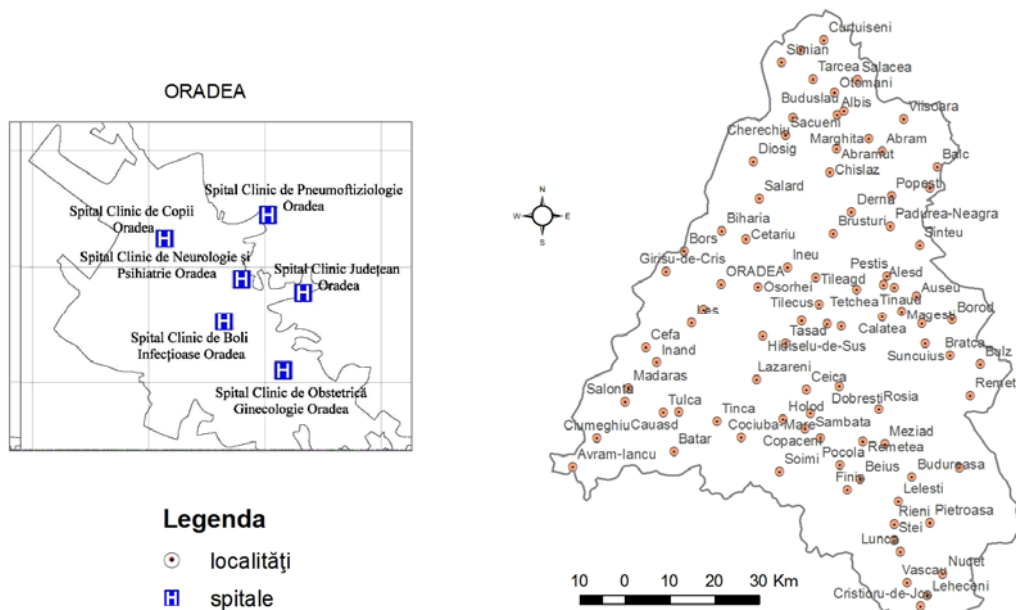 ORADEA
Spital Clinic de Pneumoftiziologie
Oradea
Spital Clinic de Copii
Oradea
Spital Clinic de Neurologie și
Psihiatrie Oradea
Spital Clinic Județean
Oradea
Spital Clinic de Boli
Infecțioase Oradea
Spital Clinic de Obstetrică
Ginecologie Oradea
Legenda
localităţi
spitale
N
W E
S
Curtuiseni
Simian
Tarcea
Salacea
Otomani
Buduslau
Albis
Viisoara
Sacueni
Cherechiu
Marghita
Abram
Diosig
Abramut
Balc
Chislaz
Salard
Popesti
Derna
Padurea-Neagra
Biharia
Brusturi
Cetariu
Sinteu
Bors
Girisu-de-Cris
Ineu
Pestis
Alesd
ORADEA
Osorhei
Tileagd
Auseu
Tilecus
Tetchea
Tinaud
Borod
Les
Magesti
Tasad
Calatea
Cefa
Hidiselu-de-Sus
Bratca
Inand
Suncuius
Bulz
Madaras
Lazareni
Ceica
Remeti
Salonta
Dobresti
Rosia
Tulca
Tinca
Holod
Ciumeghiu
Cauasd
Cociuba-Mare
Sambata
Meziad
Batar
Copaceni
Remetea
Avram-Iancu
Soimi
Pocola
Beius
Budureasa
Finis
Lelesti
Rieni
Pietroasa
Stei
Lunca
Nucet
Vascau
Leheceni
Cristioru-de-Jos
10 0 10 20 30 Km